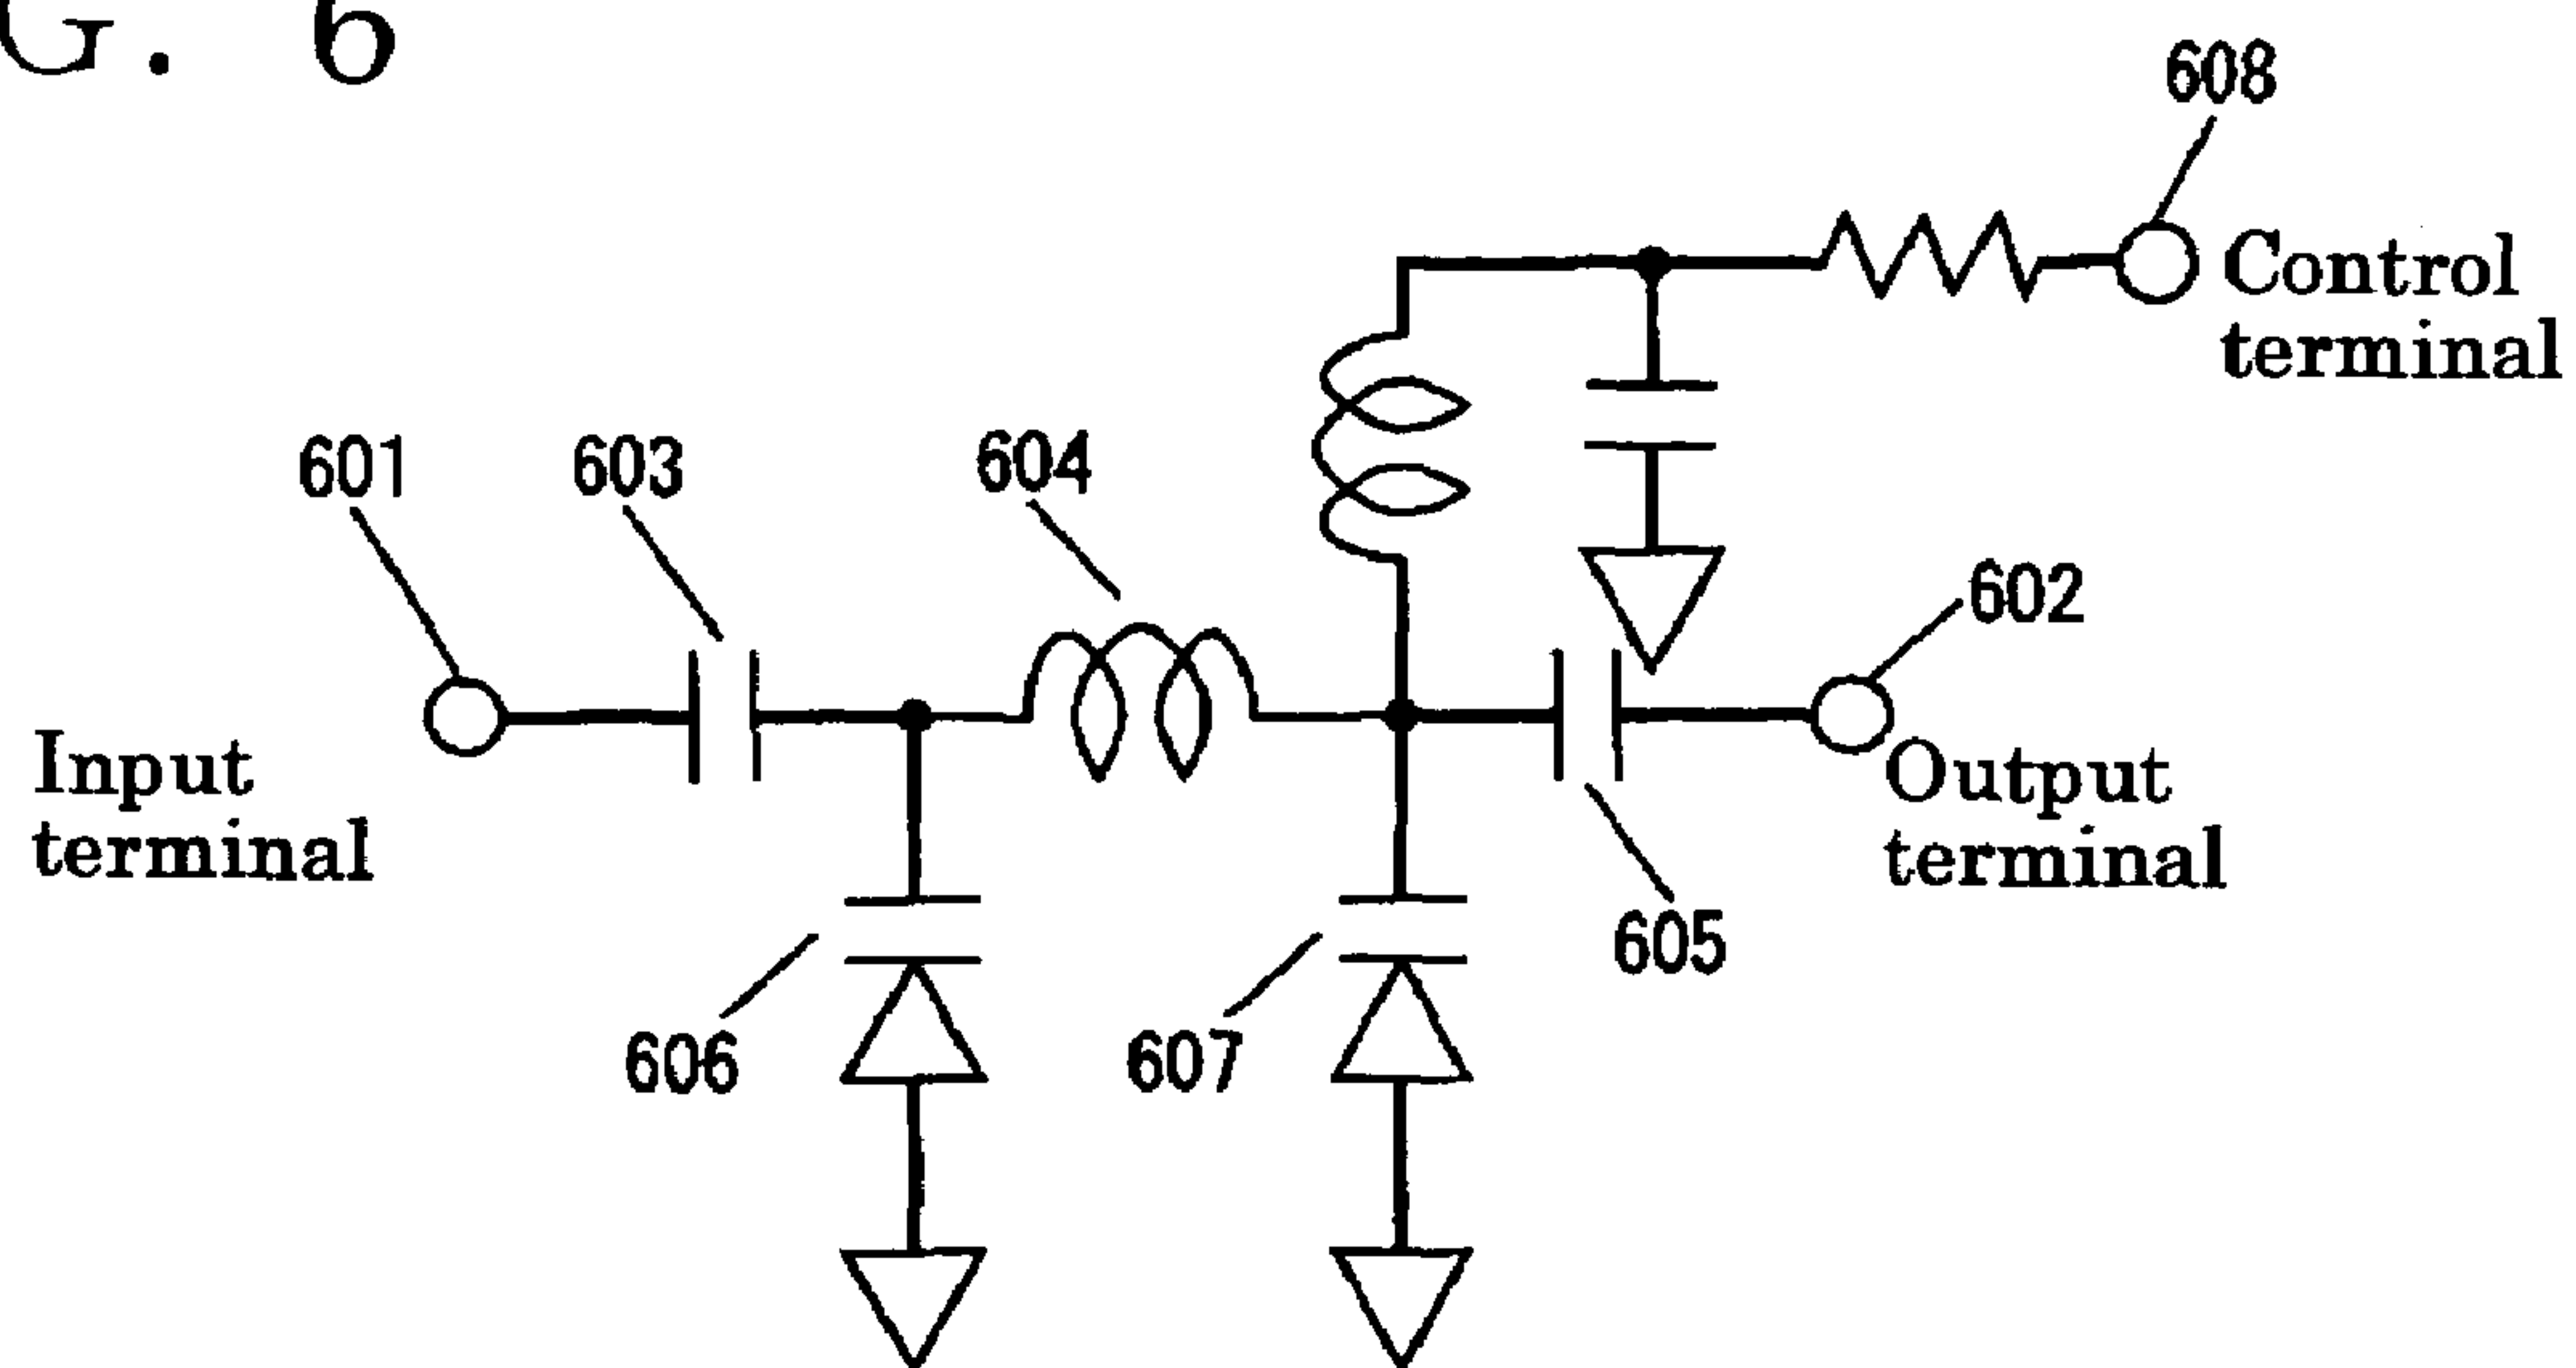 G. 6
608
Control
terminal
601
603
604
602
Input
terminal
Output
terminal
605
606
607